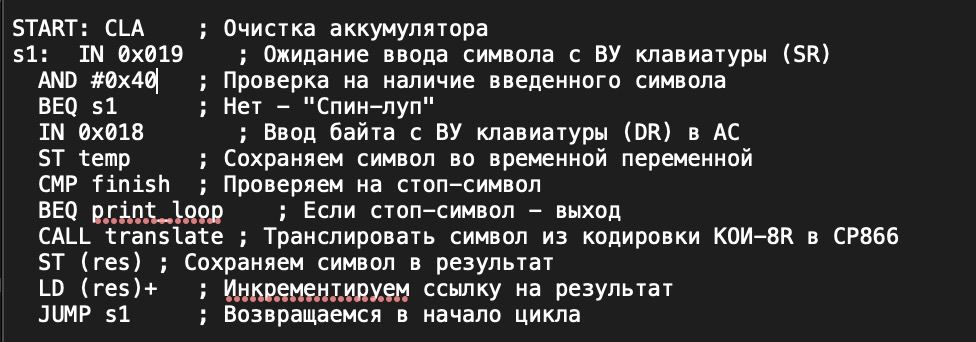 START: CLA    ; Очистка аккумулятора
s1:  IN 0x019    ; Ожидание ввода символа с ВУ клавиатуры (SR)
  AND #0x40   ; Проверка на наличие введенного символа
  BEQ s1      ; Нет - "Спин-луп"
  IN 0x018       ; Ввод байта с ВУ клавиатуры (DR) в AC
  ST temp     ; Сохраняем символ во временной переменной
  CMP finish  ; Проверяем на стоп-символ
  BEQ print_loop    ; Если стоп-символ - выход
  CALL translate ; Транслировать символ из кодировки КОИ-8R в CP866
  ST (res) ; Сохраняем символ в результат
  LD (res)+   ; Инкрементируем ссылку на результат
  JUMP s1     ; Возвращаемся в начало цикла